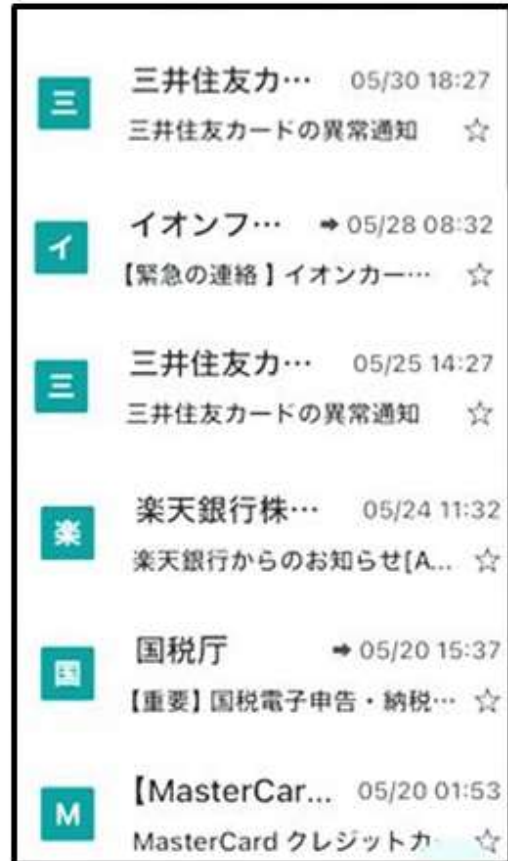 三
三井住友カ… 05/30 18:27
三井住友カードの異常通知 ☆
イ
イオンフ… ➡ 05/28 08:32
【緊急の連絡】イオンカー… ☆
三
三井住友カ… 05/25 14:27
三井住友カードの異常通知 ☆
楽
楽天銀行株… 05/24 11:32
楽天銀行からのお知らせ[A... ☆
国
国税庁 ➡ 05/20 15:37
【重要】国税電子申告・納税… ☆
M
【MasterCar... 05/20 01:53
MasterCard クレジットカ… ☆